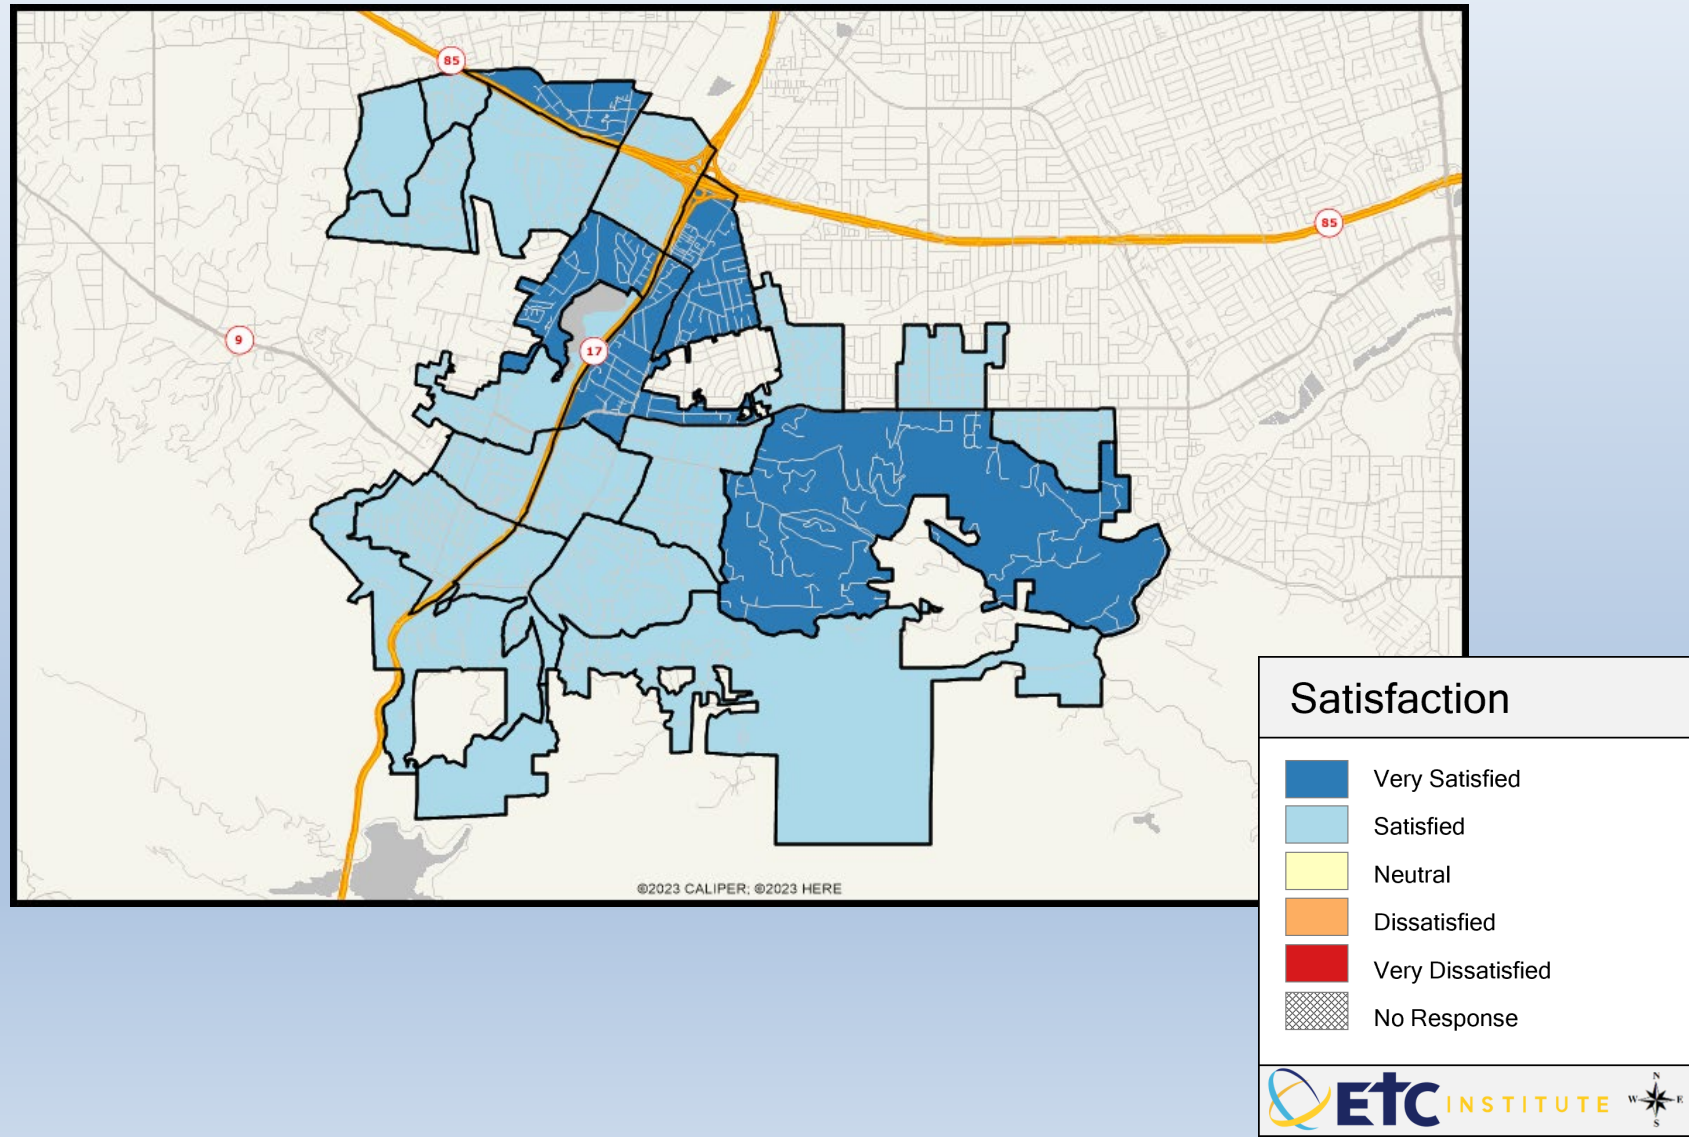 85
85
9
17
©2023 CALIPER; ©2023 HERE
Satisfaction
Very Satisfied
Satisfied
Neutral
Dissatisfied
Very Dissatisfied
No Response
ETC INSTITUTE
N
W E
S